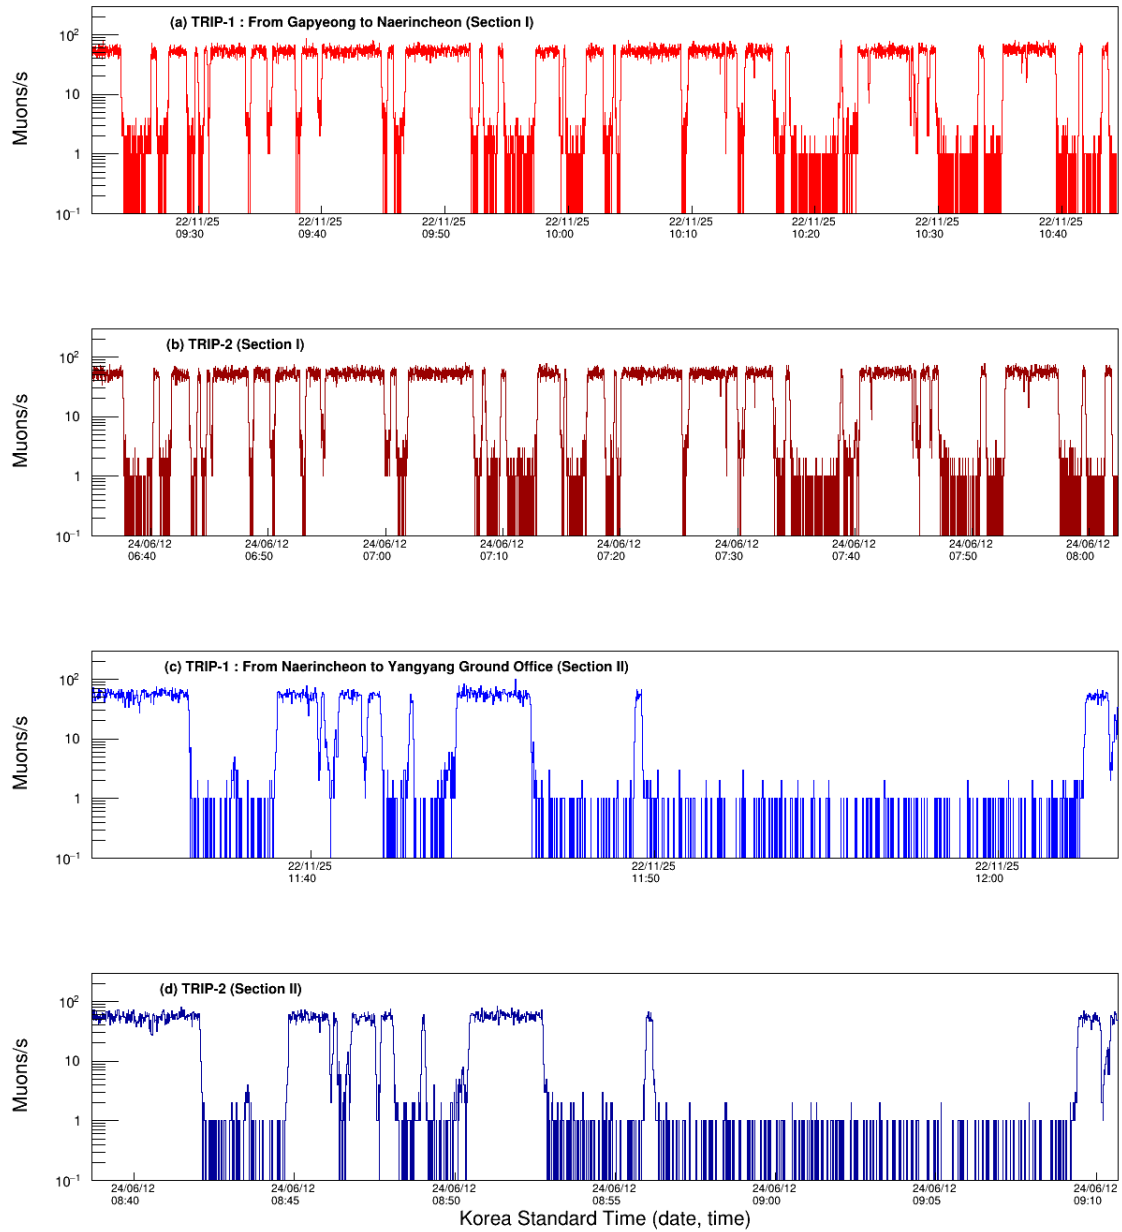 (a) TRIP-1 : From Gapyeong to Naerincheon (Section I)
Muons/s
10²
10
1
10⁻¹
22/11/25 22/11/25 22/11/25 22/11/25 22/11/25 22/11/25 22/11/25 22/11/25
09:30 09:40 09:50 10:00 10:10 10:20 10:30 10:40
(b) TRIP-2 (Section I)
Muons/s
10²
10
1
10⁻¹
24/06/12 24/06/12 24/06/12 24/06/12 24/06/12 24/06/12 24/06/12 24/06/12 24/06/12
06:40 06:50 07:00 07:10 07:20 07:30 07:40 07:50 08:00
(c) TRIP-1 : From Naerincheon to Yangyang Ground Office (Section II)
Muons/s
10²
10
1
10⁻¹
22/11/25 22/11/25 22/11/25
11:40 11:50 12:00
(d) TRIP-2 (Section II)
Muons/s
10²
10
1
10⁻¹
24/06/12 24/06/12 24/06/12 24/06/12 24/06/12 24/06/12 24/06/12
08:40 08:45 08:50 08:55 09:00 09:05 09:10
Korea Standard Time (date, time)